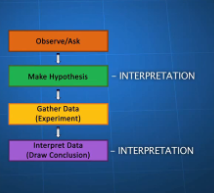 Observe/Ask
Make Hypothesis
– INTERPRETATION
Gather Data
(Experiment)
Interpret Data
(Draw Conclusion)
– INTERPRETATION